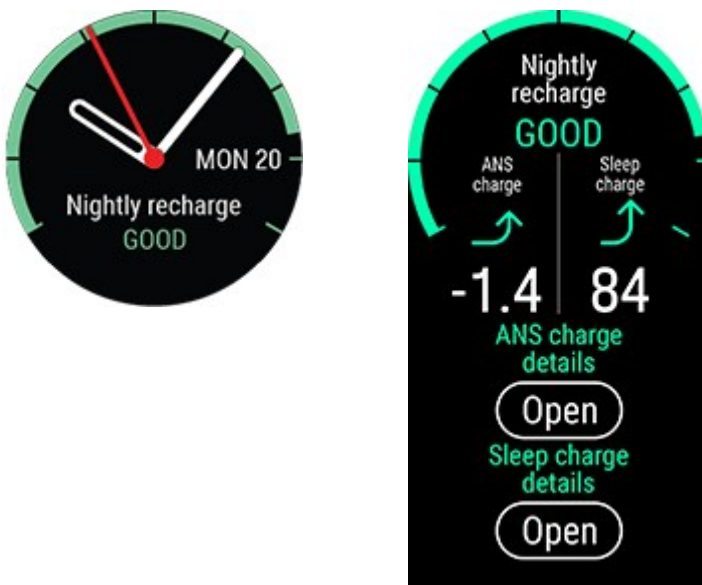 MON 20
Nightly recharge
GOOD
Nightly
recharge
GOOD
ANS
charge
Sleep
charge
-1.4
84
ANS charge
details
Open
Sleep charge
details
Open